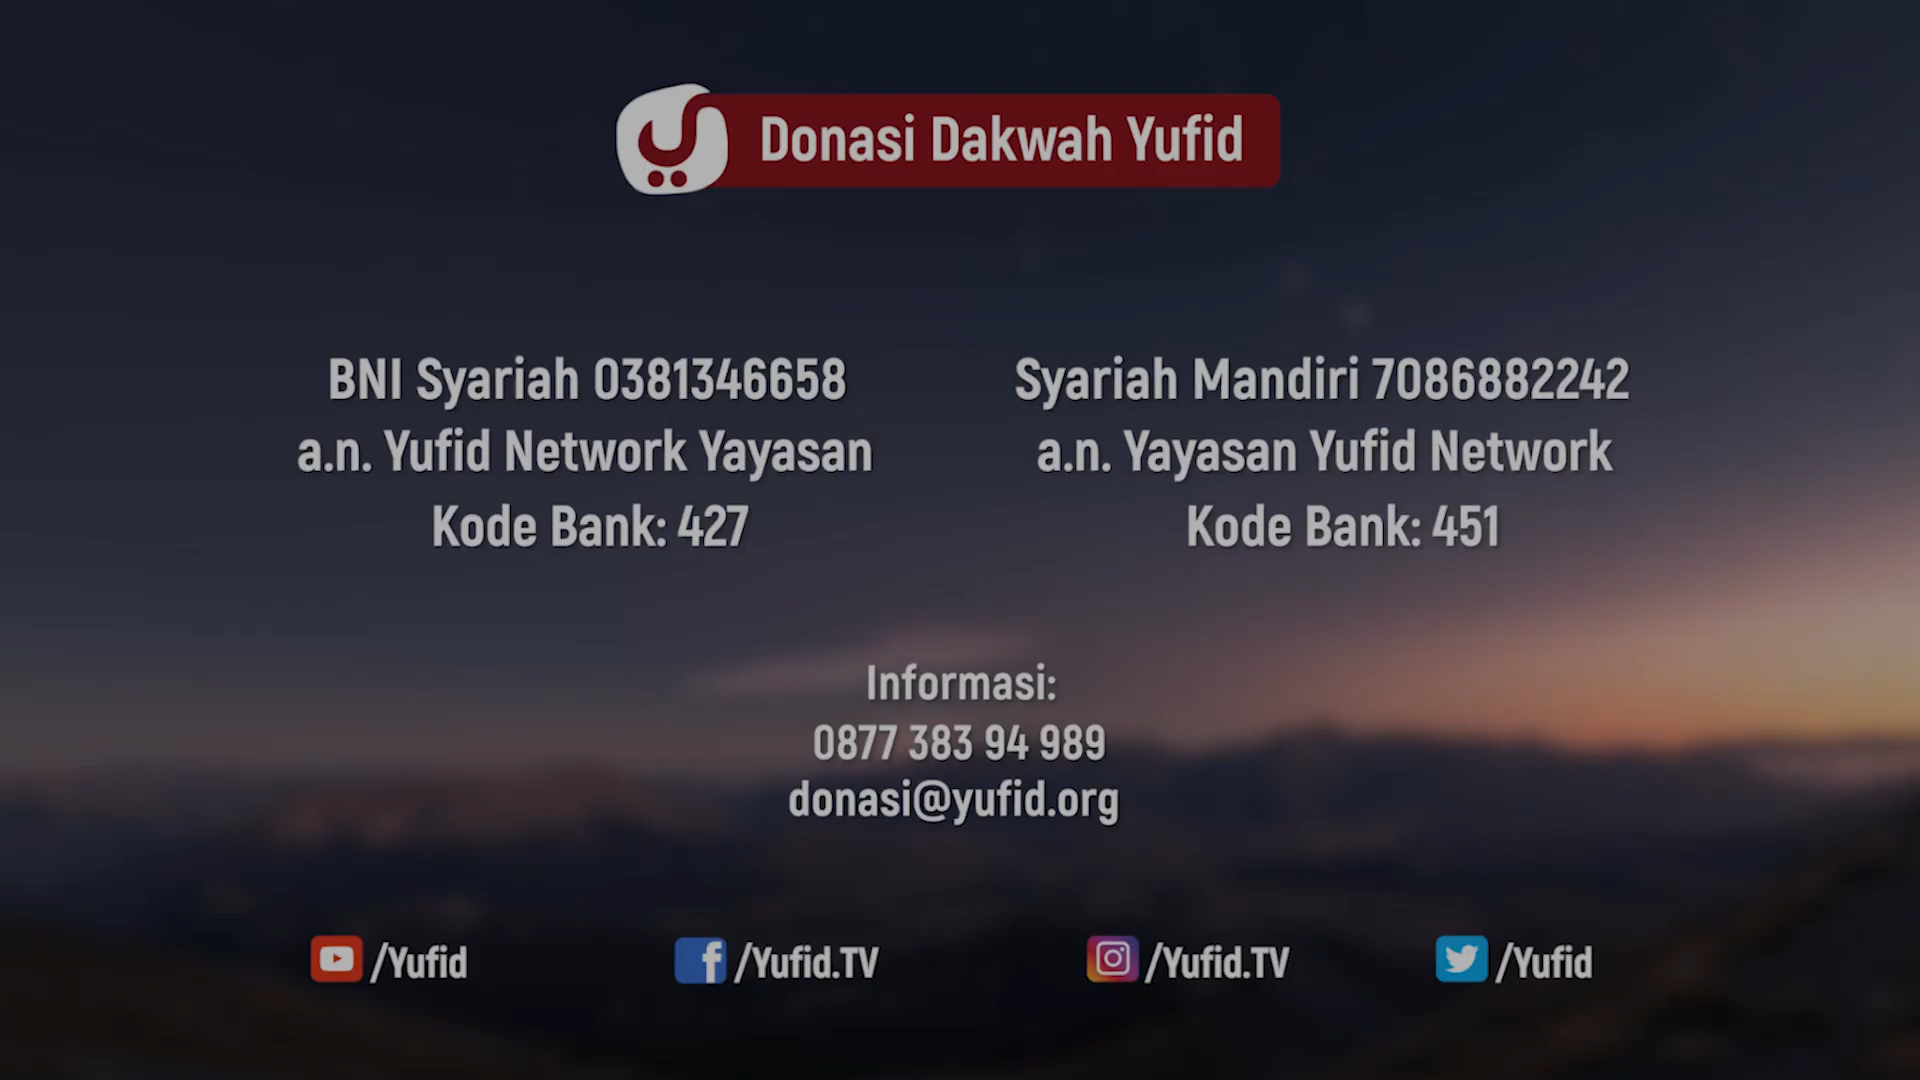 Donasi Dakwah Yufid
BNI Syariah 0381346658
a.n. Yufid Network Yayasan
Kode Bank: 427
Syariah Mandiri 7086882242
a.n. Yayasan Yufid Network
Kode Bank: 451
Informasi:
0877 383 94 989
donasi@yufid.org
/Yufid
/Yufid.TV
/Yufid.TV
/Yufid